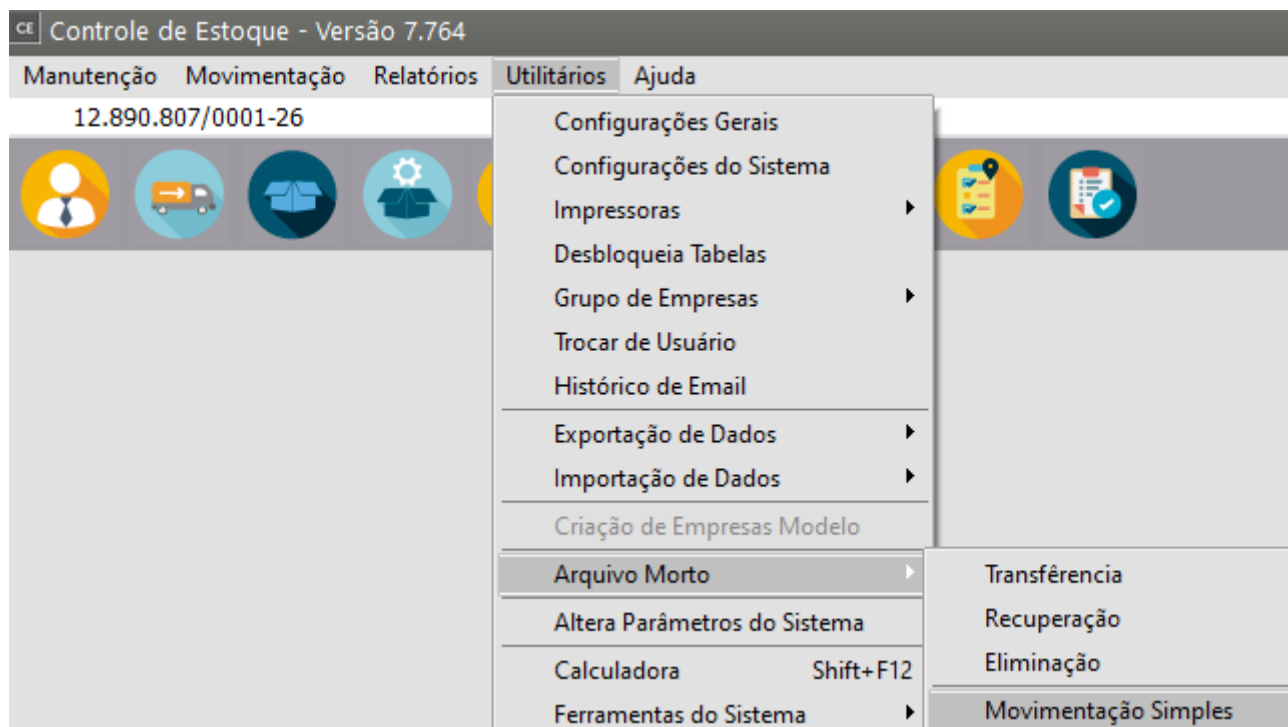 CE Controle de Estoque - Versão 7.764
Manutenção Movimentação Relatórios Utilitários Ajuda
12.890.807/0001-26
Configurações Gerais
Configurações do Sistema
Impressoras
Desbloqueia Tabelas
Grupo de Empresas
Trocar de Usuário
Histórico de Email
Exportação de Dados
Importação de Dados
Criação de Empresas Modelo
Arquivo Morto
Altera Parâmetros do Sistema
Calculadora Shift+F12
Ferramentas do Sistema
Transfêrencia
Recuperação
Eliminação
Movimentação Simples